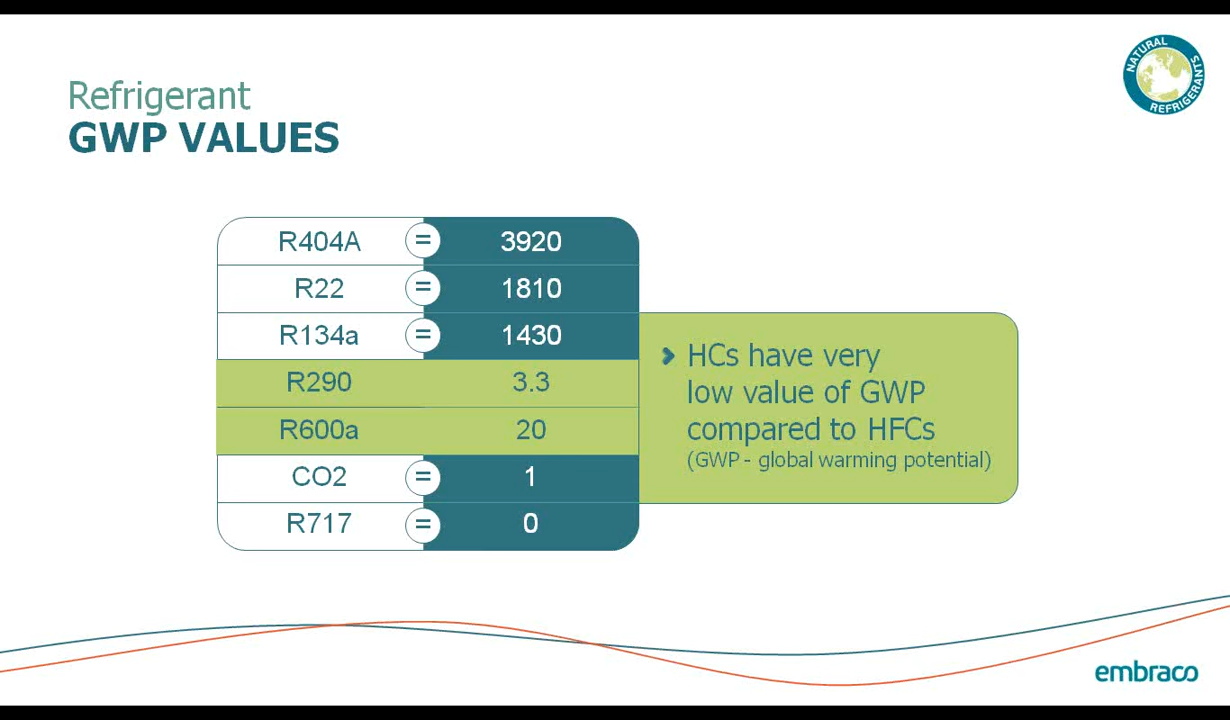 NATURAL
REFRIGERANTS
Refrigerant
GWP VALUES
R404A = 3920
R22 = 1810
R134a = 1430
R290 3.3
R600a 20
CO2 = 1
R717 = 0
HCs have very
low value of GWP
compared to HFCs
(GWP - global warming potential)
embraco